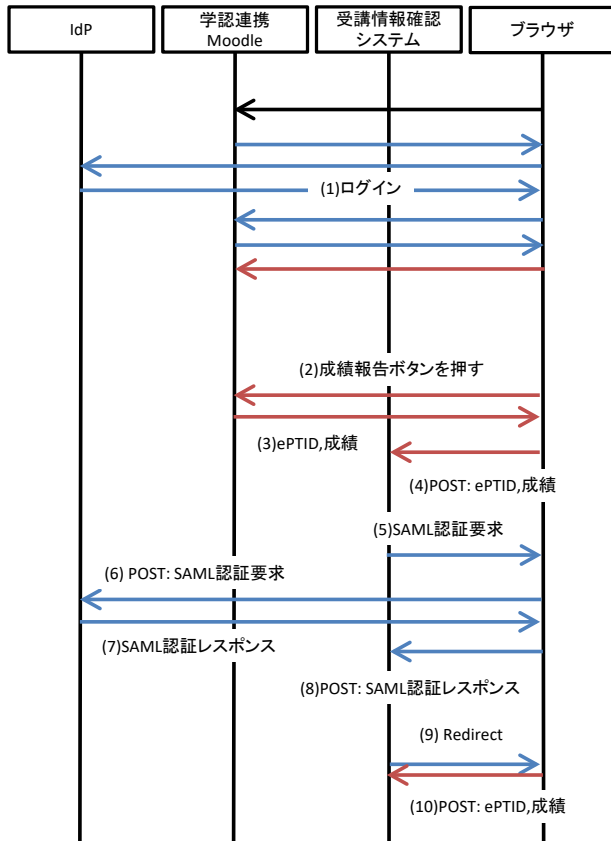 IdP
学認連携
Moodle
受講情報確認
システム
ブラウザ
(1)ログイン
(2)成績報告ボタンを押す
(3)ePTID,成績
(4)POST: ePTID,成績
(5)SAML認証要求
(6) POST: SAML認証要求
(7)SAML認証レスポンス
(8)POST: SAML認証レスポンス
(9) Redirect
(10)POST: ePTID,成績